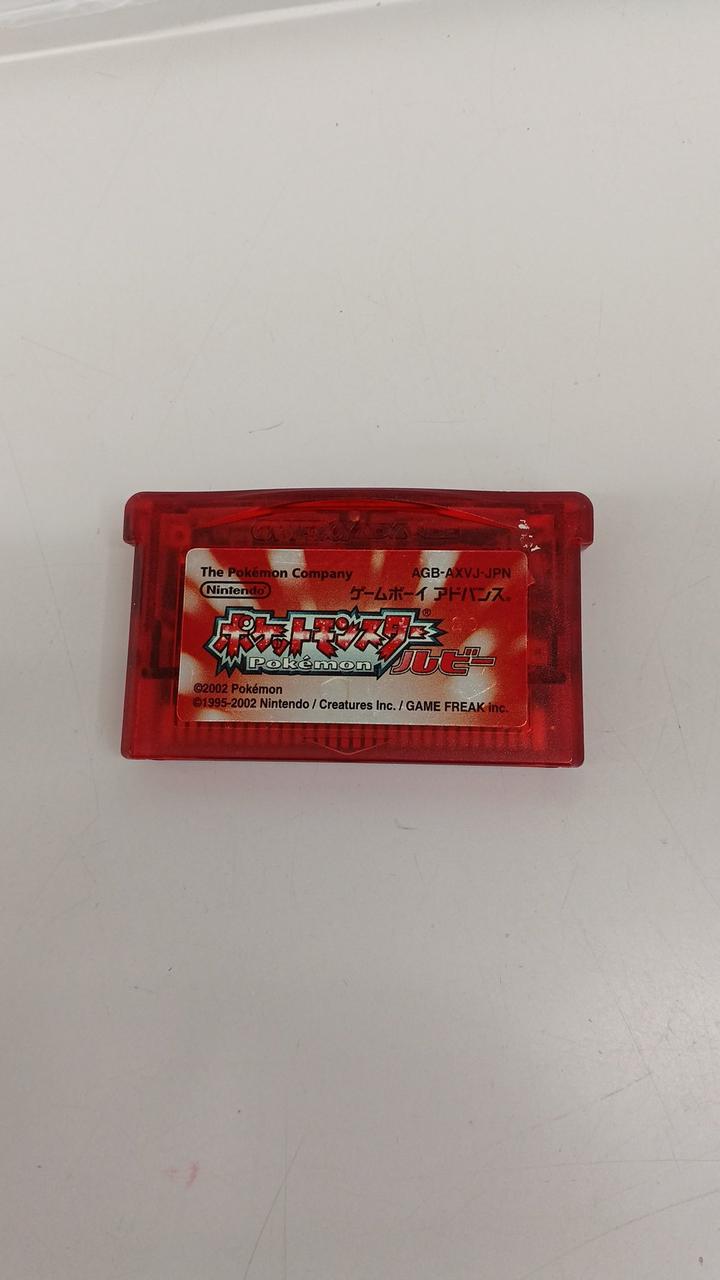 The Pokémon Company AGB-AXVJ-JPN
Nintendo® ゲームボーイ アドバンス®
ポケットモンスター®
Pokémon ルビー
©2002 Pokémon
©1995-2002 Nintendo / Creatures Inc. / GAME FREAK inc.